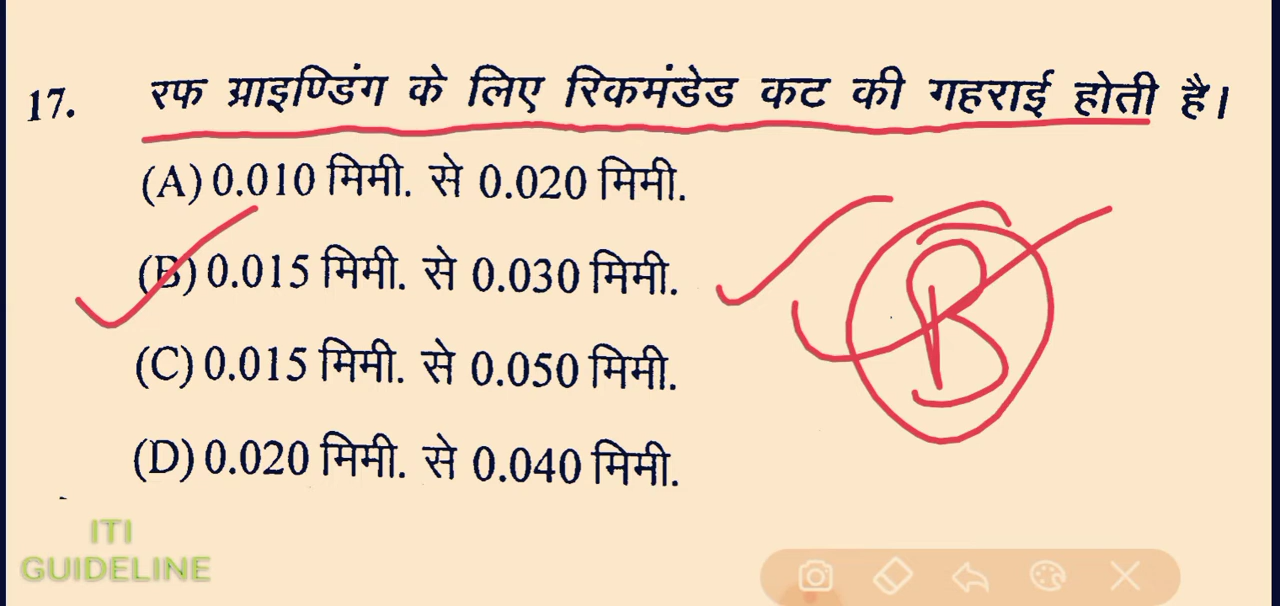 17. रफ ग्राइण्डिंग के लिए रिकमंडेड कट की गहराई होती है।
(A) 0.010 मिमी. से 0.020 मिमी.
(B) 0.015 मिमी. से 0.030 मिमी.
(C) 0.015 मिमी. से 0.050 मिमी.
(D) 0.020 मिमी. से 0.040 मिमी.
B
ITI
GUIDELINE